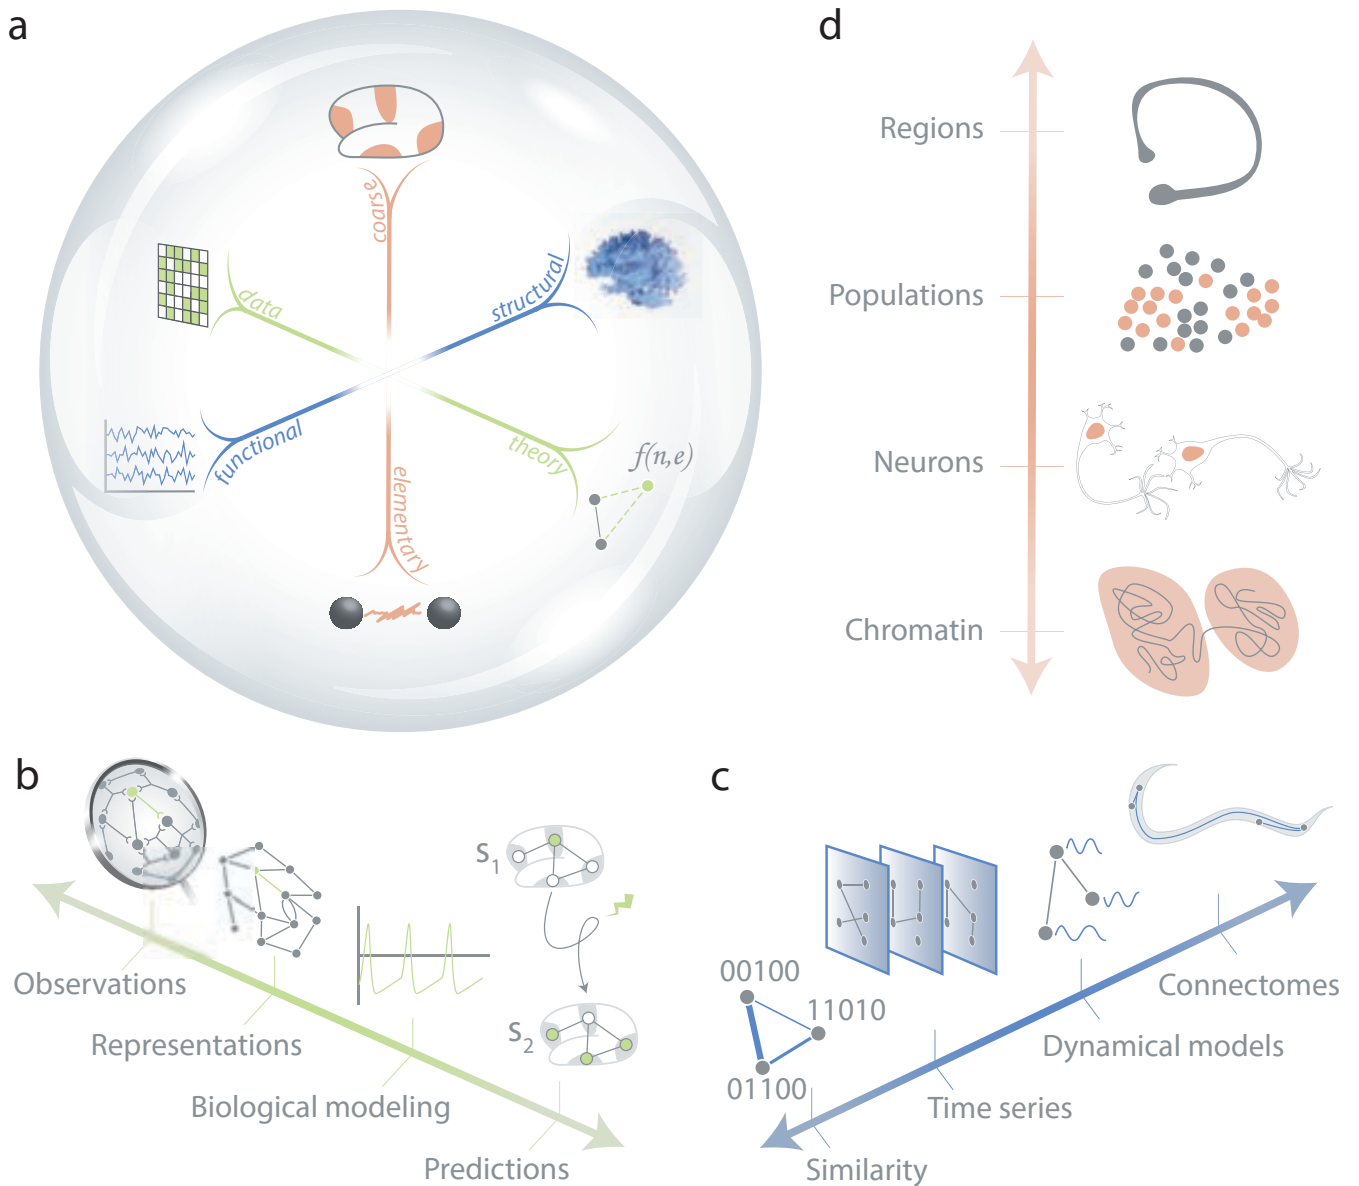 a
coarse
data
structural
functional
theory
f(n,e)
elementary
d
Regions
Populations
Neurons
Chromatin
b
S1
S2
Observations
Representations
Biological modeling
Predictions
c
00100
11010
01100
Connectomes
Dynamical models
Time series
Similarity